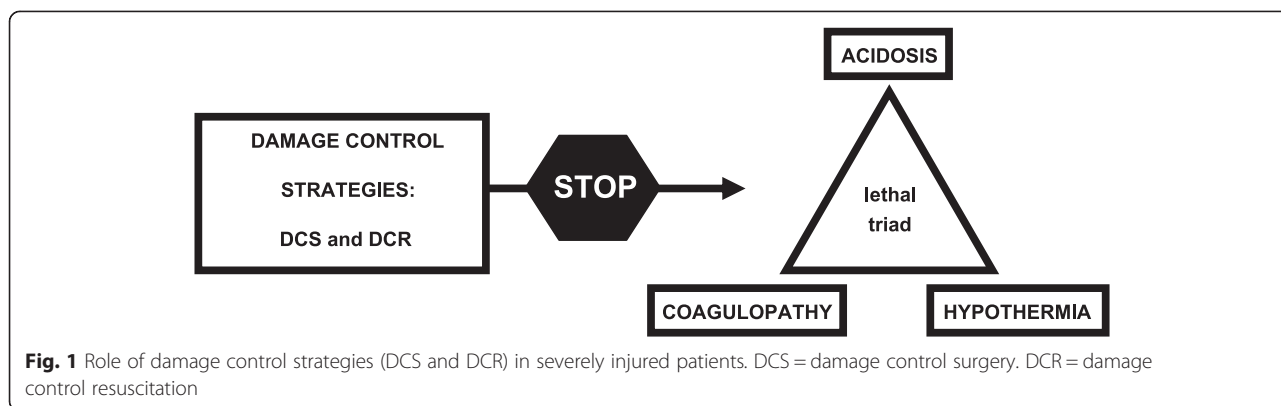 ACIDOSIS
DAMAGE CONTROL
STRATEGIES:
DCS and DCR
STOP
lethal
triad
COAGULOPATHY
HYPOTHERMIA
Fig. 1 Role of damage control strategies (DCS and DCR) in severely injured patients. DCS = damage control surgery. DCR = damage
control resuscitation